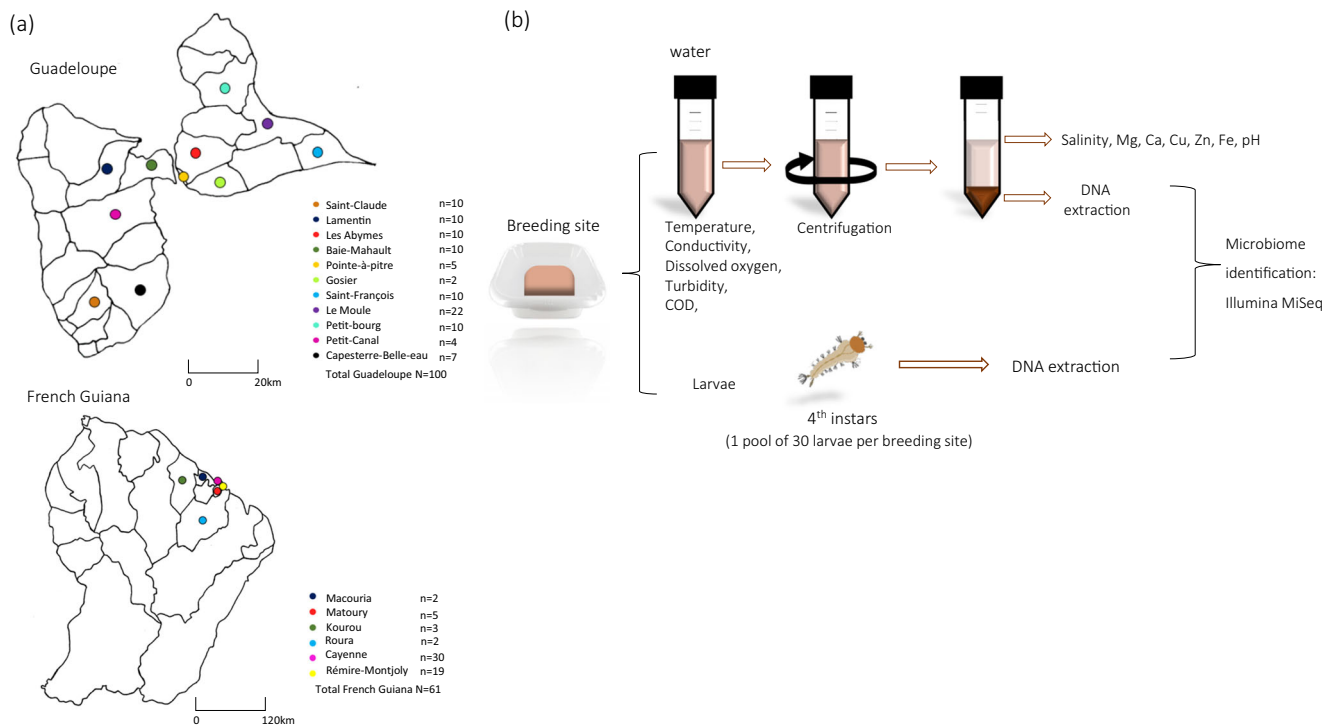 (a)
Guadeloupe
Saint-Claude n=10
Lamentin n=10
Les Abymes n=10
Baie-Mahault n=10
Pointe-à-pitre n=5
Gosier n=2
Saint-François n=10
Le Moule n=22
Petit-bourg n=10
Petit-Canal n=4
Capesterre-Belle-eau n=7
Total Guadeloupe N=100
0 20km
French Guiana
Macouria n=2
Matoury n=5
Kourou n=3
Roura n=2
Cayenne n=30
Rémire-Montjoly n=19
Total French Guiana N=61
0 120km
(b)
water
Breeding site
Temperature,
Conductivity,
Dissolved oxygen,
Turbidity,
COD,
Centrifugation
Salinity, Mg, Ca, Cu, Zn, Fe, pH
DNA
extraction
Larvae
4th instars
(1 pool of 30 larvae per breeding site)
DNA extraction
Microbiome
identification:
Illumina MiSeq